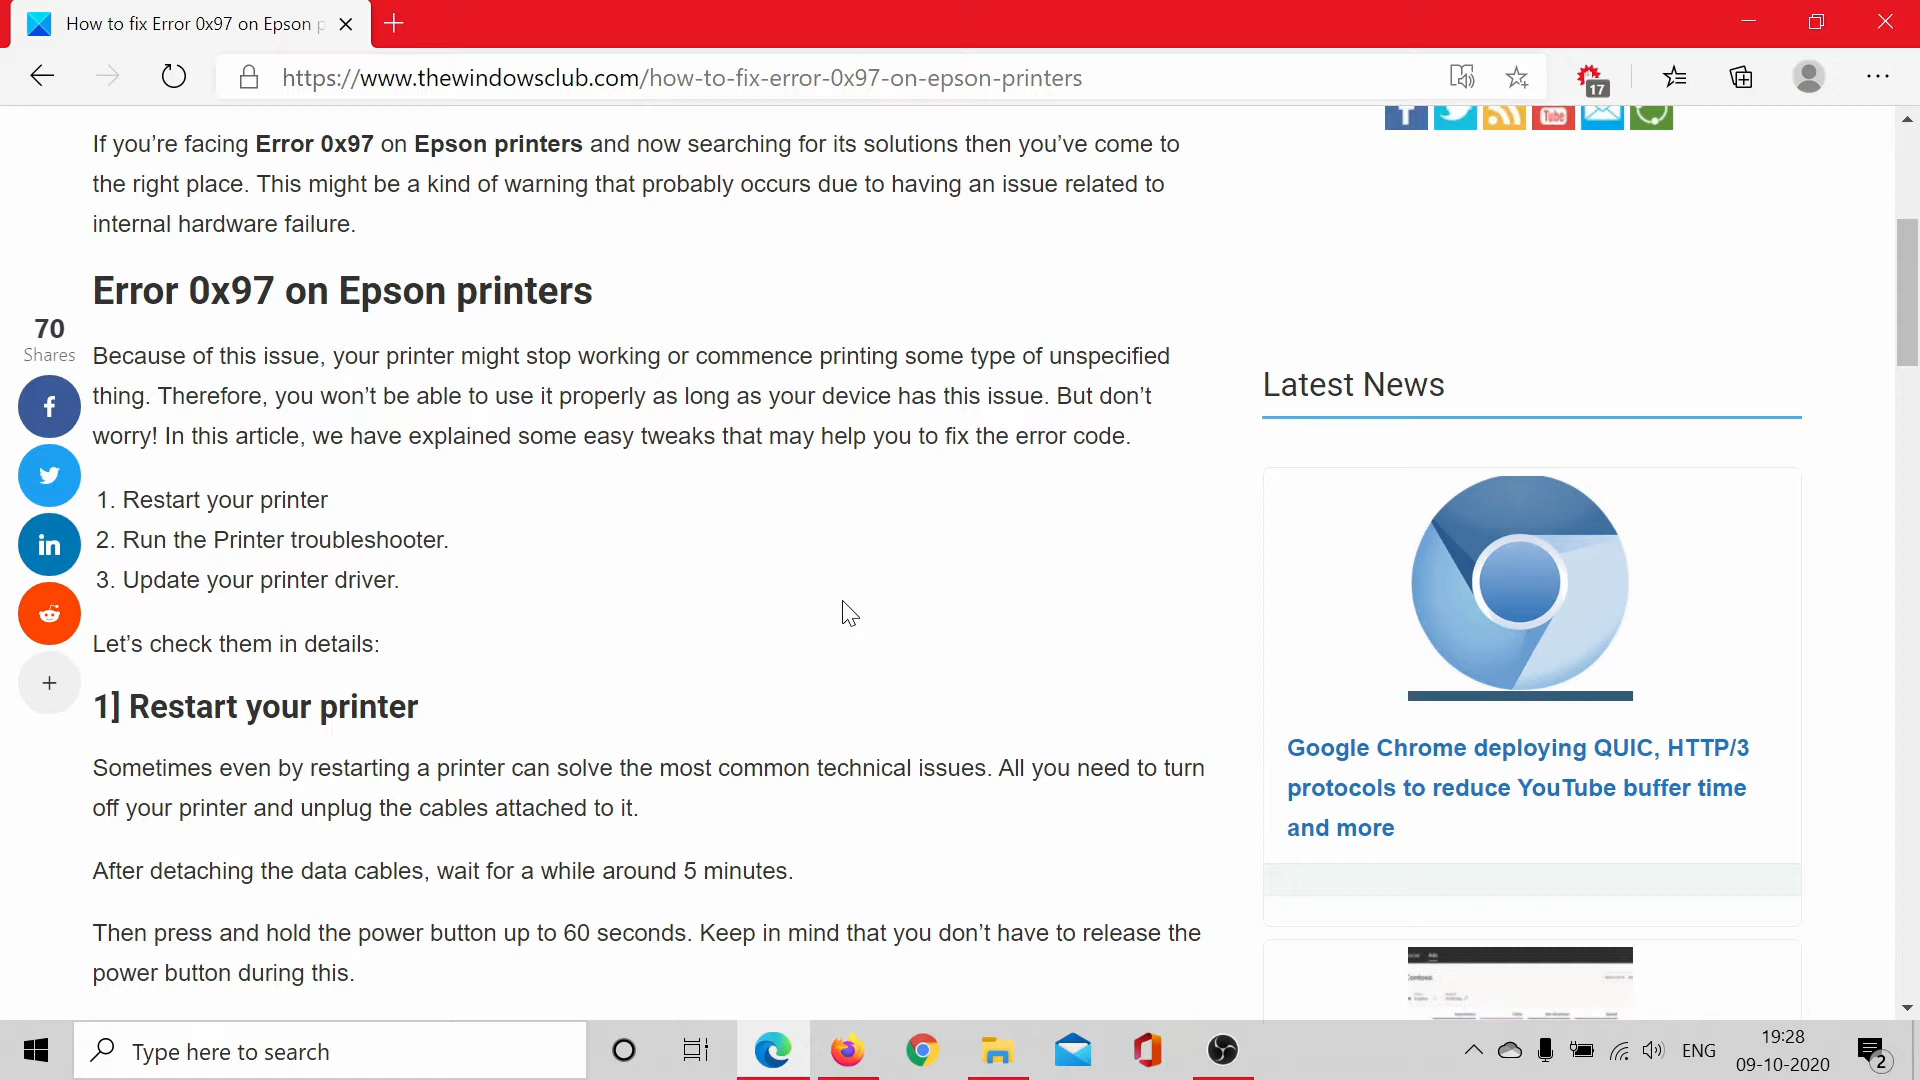 How to fix Error 0x97 on Epson p
https://www.thewindowsclub.com/how-to-fix-error-0x97-on-epson-printers
17
If you’re facing Error 0x97 on Epson printers and now searching for its solutions then you’ve come to
the right place. This might be a kind of warning that probably occurs due to having an issue related to
internal hardware failure.
Error 0x97 on Epson printers
70
Shares
Because of this issue, your printer might stop working or commence printing some type of unspecified
thing. Therefore, you won’t be able to use it properly as long as your device has this issue. But don’t
worry! In this article, we have explained some easy tweaks that may help you to fix the error code.
1. Restart your printer
2. Run the Printer troubleshooter.
3. Update your printer driver.
Let’s check them in details:
1] Restart your printer
Sometimes even by restarting a printer can solve the most common technical issues. All you need to turn
off your printer and unplug the cables attached to it.
After detaching the data cables, wait for a while around 5 minutes.
Then press and hold the power button up to 60 seconds. Keep in mind that you don’t have to release the
power button during this.
You Tube
Latest News
Google Chrome deploying QUIC, HTTP/3
protocols to reduce YouTube buffer time
and more
Type here to search
ENG
19:28
09-10-2020
2